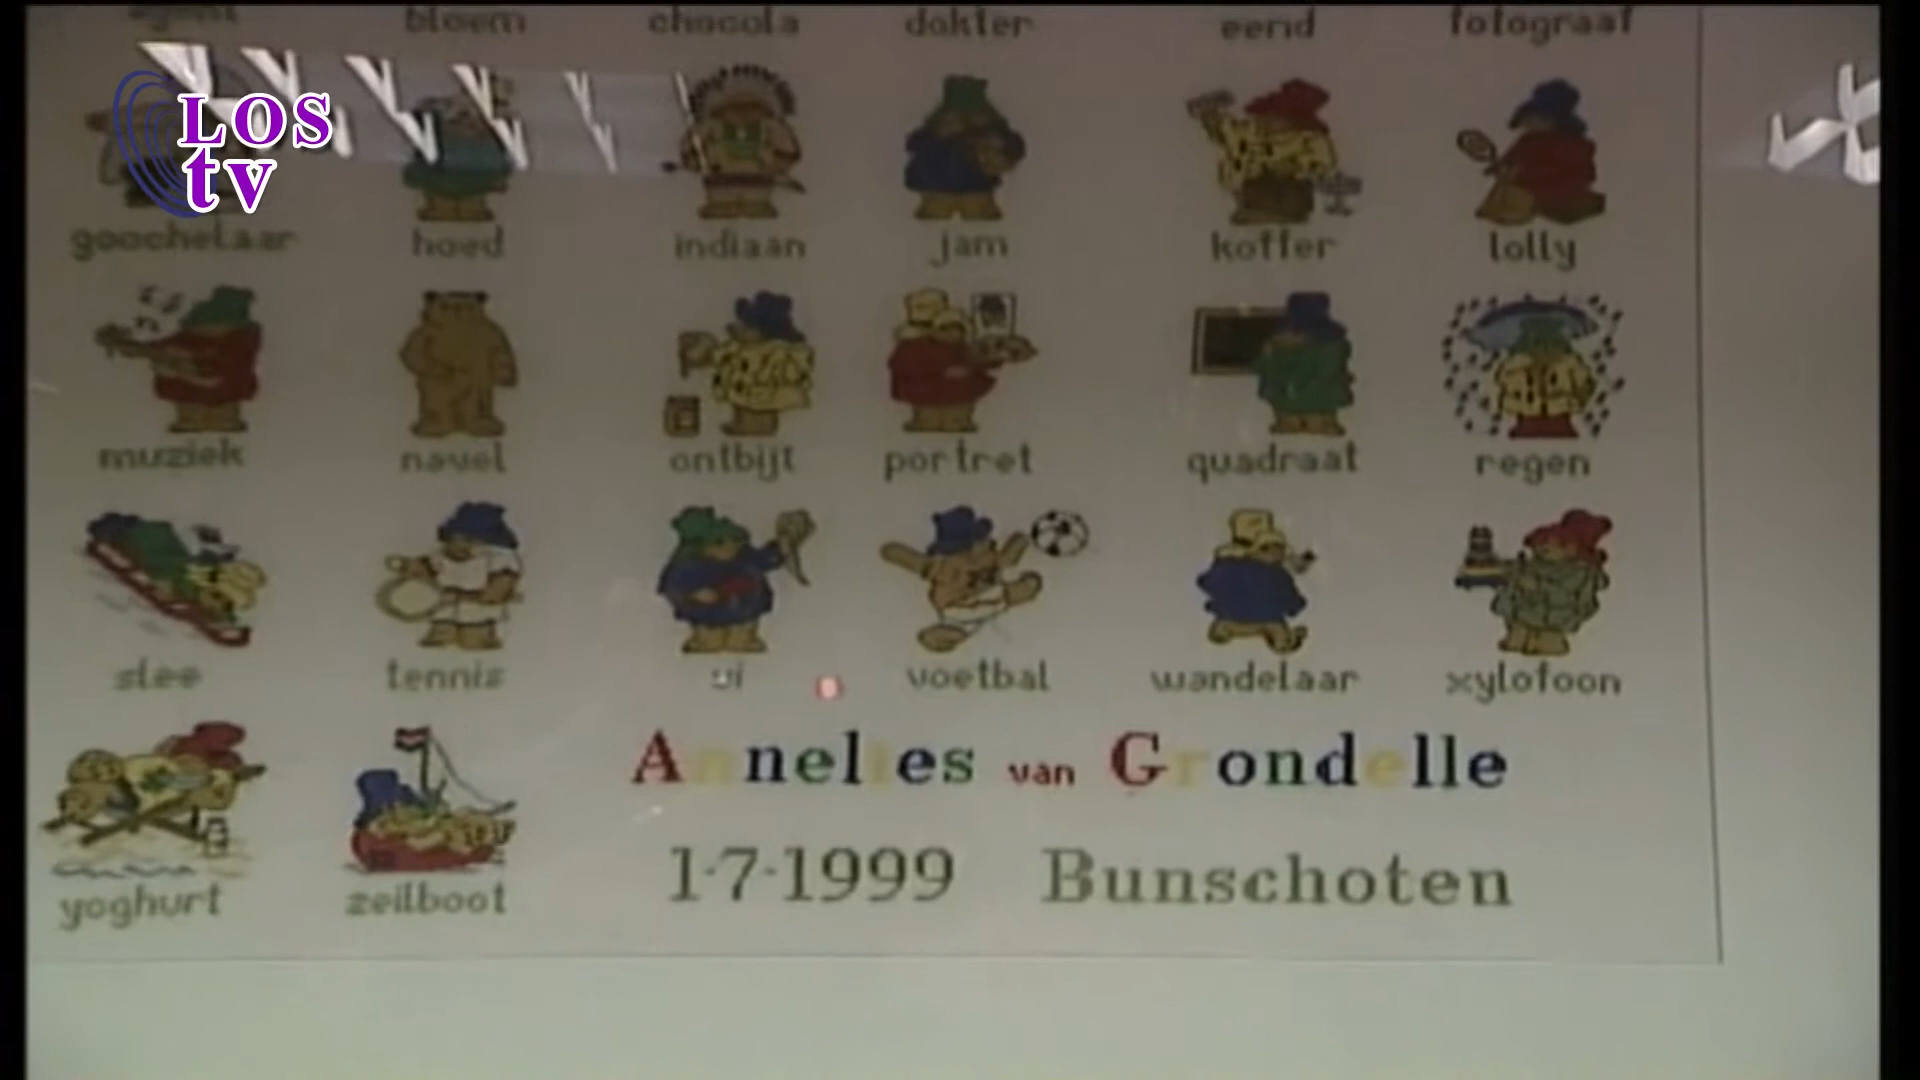 agent bloem chocola dokter eend fotograaf
LOS
tv
goochelaar hoed indiaan jam koffer lolly
muziek navel ontbijt portret quadraat regen
slee tennis ui voetbal wandelaar xylofoon
Annelies van Grondelle
yoghurt zeilboot 1-7-1999 Bunschoten